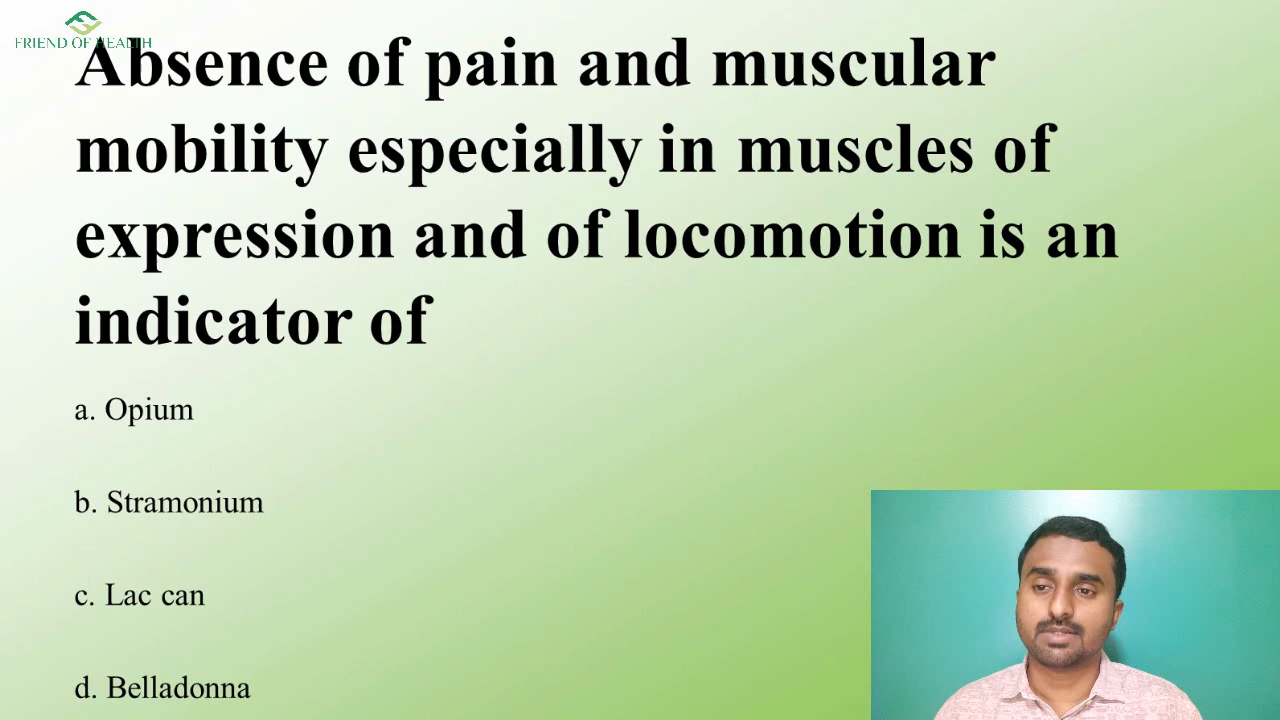 FRIEND OF HEALTH
Absence of pain and muscular
mobility especially in muscles of
expression and of locomotion is an
indicator of
a. Opium
b. Stramonium
c. Lac can
d. Belladonna